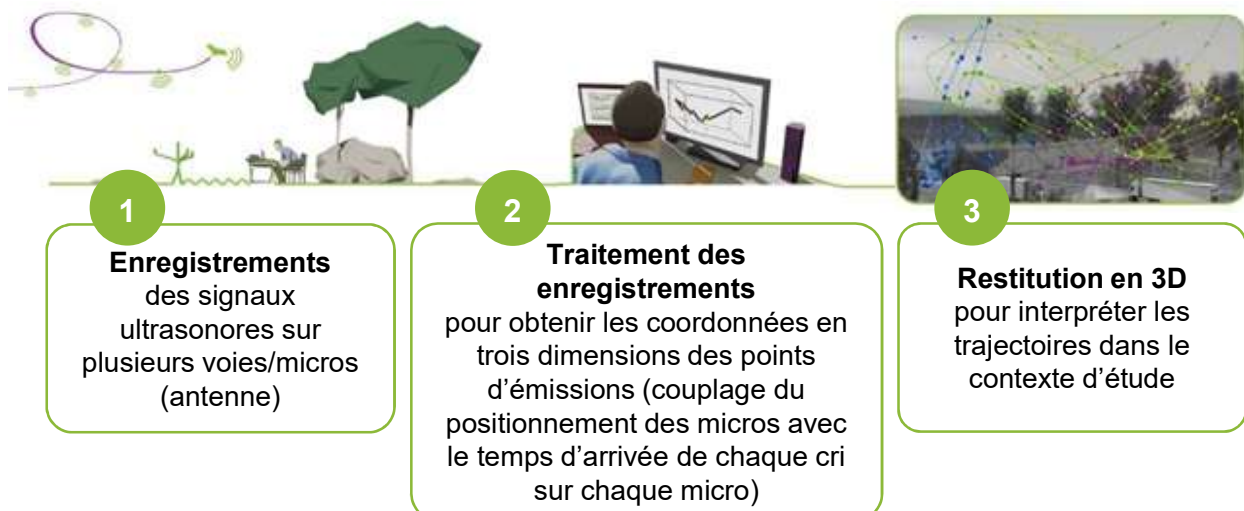 1
Enregistrements
des signaux
ultrasonores sur
plusieurs voies/micros
(antenne)
2
Traitement des
enregistrements
pour obtenir les coordonnées en
trois dimensions des points
d’émissions (couplage du
positionnement des micros avec
le temps d’arrivée de chaque cri
sur chaque micro)
3
Restitution en 3D
pour interpréter les
trajectoires dans le
contexte d’étude